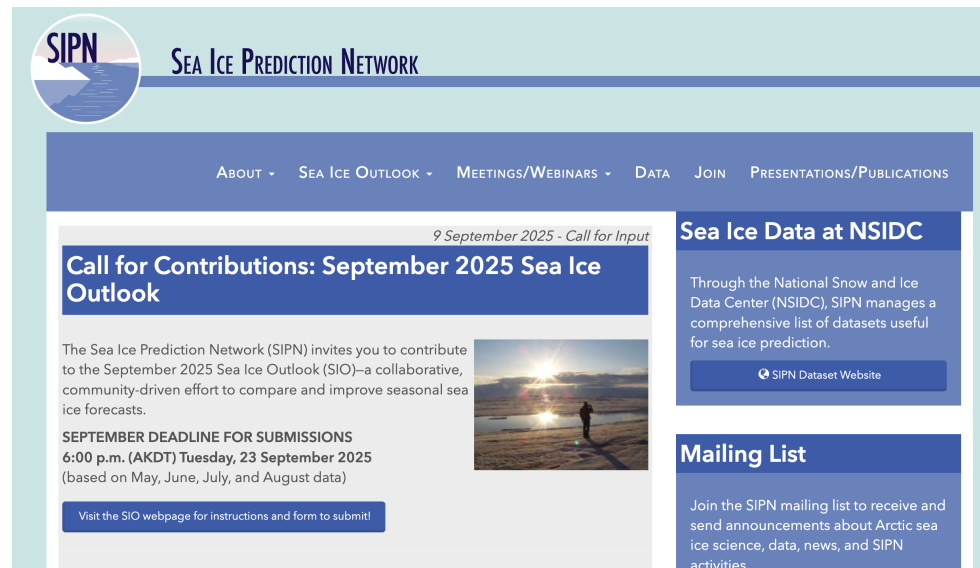 SIPN
Sea Ice Prediction Network
About
Sea Ice Outlook
Meetings/Webinars
Data
Join
Presentations/Publications
9 September 2025 - Call for Input
Call for Contributions: September 2025 Sea Ice
Outlook
The Sea Ice Prediction Network (SIPN) invites you to contribute
to the September 2025 Sea Ice Outlook (SIO)—a collaborative,
community-driven effort to compare and improve seasonal sea
ice forecasts.
SEPTEMBER DEADLINE FOR SUBMISSIONS
6:00 p.m. (AKDT) Tuesday, 23 September 2025
(based on May, June, July, and August data)
Visit the SIO webpage for instructions and form to submit!
Sea Ice Data at NSIDC
Through the National Snow and Ice
Data Center (NSIDC), SIPN manages a
comprehensive list of datasets useful
for sea ice prediction.
SIPN Dataset Website
Mailing List
Join the SIPN mailing list to receive and
send announcements about Arctic sea
ice science, data, news, and SIPN
activities